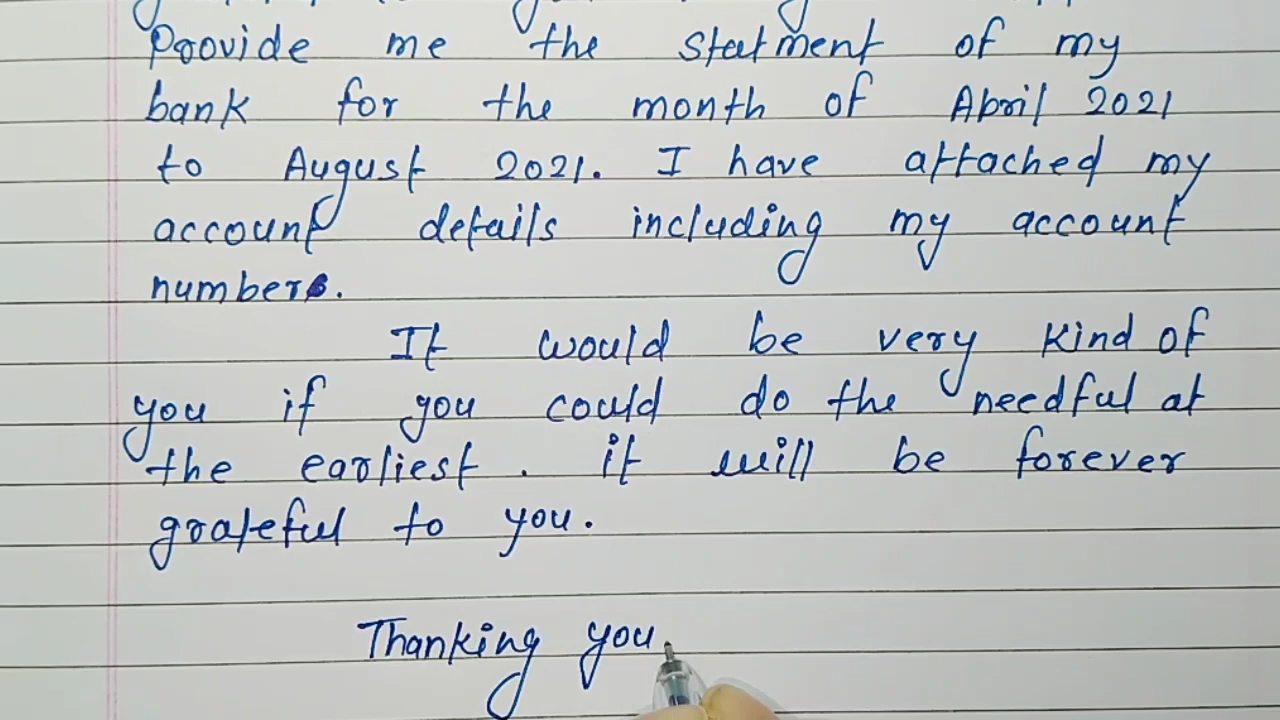 Provide me the statment of my
bank for the month of Abril 2021
to August 2021. I have attached my
account details including my account
number.
It would be very kind of
you if you could do the needful at
the earliest. it will be forever
grateful to you.
Thanking you